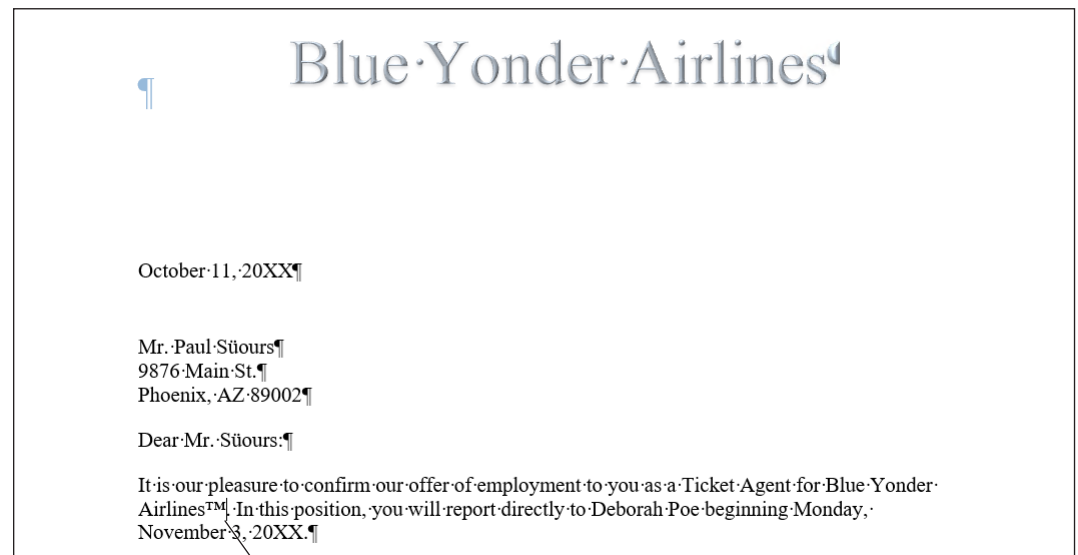 Blue·Yonder·Airlines¶
¶
October·11,·20XX¶
Mr.·Paul·Süours¶
9876·Main·St.¶
Phoenix,·AZ·89002¶
Dear·Mr.·Süours:¶
It·is·our·pleasure·to·confirm·our·offer·of·employment·to·you·as·a·Ticket·Agent·for·Blue·Yonder·
Airlines™.·In·this·position,·you·will·report·directly·to·Deborah·Poe·beginning·Monday,·
November·3,·20XX.¶